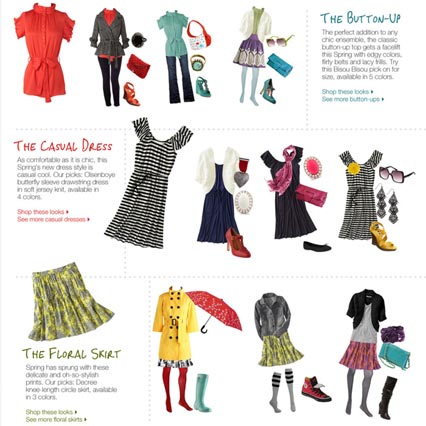 THE BUTTON-UP
The perfect addition to any
chic ensemble, the classic
button-up top gets a facelift
this Spring with edgy colors,
flirty belts and lacy frills. Try
this Bisou Bisou pick on for
size, available in 5 colors.
Shop these looks
See more button-ups
THE CASUAL DRESS
As comfortable as it is chic, this
Spring's new dress style is
casual cool. Our picks: Olsenboye
butterfly sleeve drawstring dress
in soft jersey knit, available in
4 colors.
Shop these looks
See more casual dresses
THE FLORAL SKIRT
Spring has sprung with these
delicate and oh-so-stylish
prints. Our picks: Decree
knee-length circle skirt, available
in 3 colors.
Shop these looks
See more floral skirts